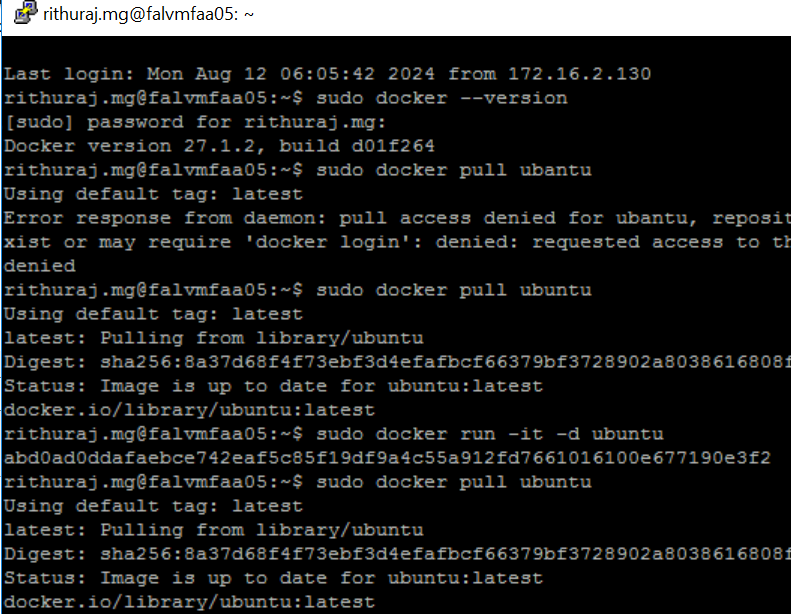 rithuraj.mg@falvmfaa05: ~
Last login: Mon Aug 12 06:05:42 2024 from 172.16.2.130
rithuraj.mg@falvmfaa05:~$ sudo docker --version
[sudo] password for rithuraj.mg:
Docker version 27.1.2, build d01f264
rithuraj.mg@falvmfaa05:~$ sudo docker pull ubantu
Using default tag: latest
Error response from daemon: pull access denied for ubantu, reposit
xist or may require 'docker login': denied: requested access to th
denied
rithuraj.mg@falvmfaa05:~$ sudo docker pull ubuntu
Using default tag: latest
latest: Pulling from library/ubuntu
Digest: sha256:8a37d68f4f73ebf3d4efafbcf66379bf3728902a8038616808f
Status: Image is up to date for ubuntu:latest
docker.io/library/ubuntu:latest
rithuraj.mg@falvmfaa05:~$ sudo docker run -it -d ubuntu
abd0ad0ddafaebce742eaf5c85f19df9a4c55a912fd7661016100e677190e3f2
rithuraj.mg@falvmfaa05:~$ sudo docker pull ubuntu
Using default tag: latest
latest: Pulling from library/ubuntu
Digest: sha256:8a37d68f4f73ebf3d4efafbcf66379bf3728902a8038616808f
Status: Image is up to date for ubuntu:latest
docker.io/library/ubuntu:latest